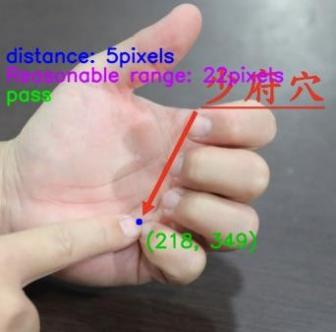 distance: 5pixels
Reasonable range: 22pixels
少府穴
pass
(218, 349)